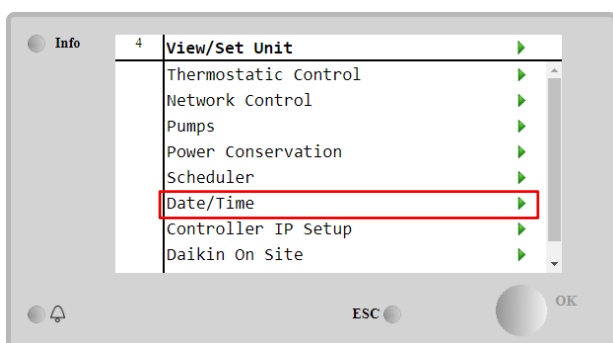 Info
4 View/Set Unit
Thermostatic Control
Network Control
Pumps
Power Conservation
Scheduler
Date/Time
Controller IP Setup
Daikin On Site
ESC
OK